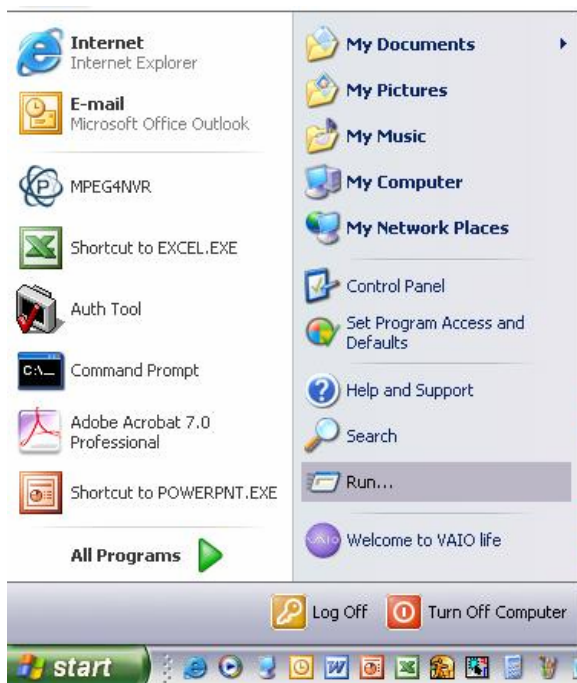 Internet
Internet Explorer
E-mail
Microsoft Office Outlook
MPEG4NVR
Shortcut to EXCEL.EXE
Auth Tool
C:\_
Command Prompt
Adobe Acrobat 7.0
Professional
Shortcut to POWERPNT.EXE
All Programs
My Documents
My Pictures
My Music
My Computer
My Network Places
Control Panel
Set Program Access and
Defaults
Help and Support
Search
Run...
VAIO
Welcome to VAIO life
Log Off
Turn Off Computer
start